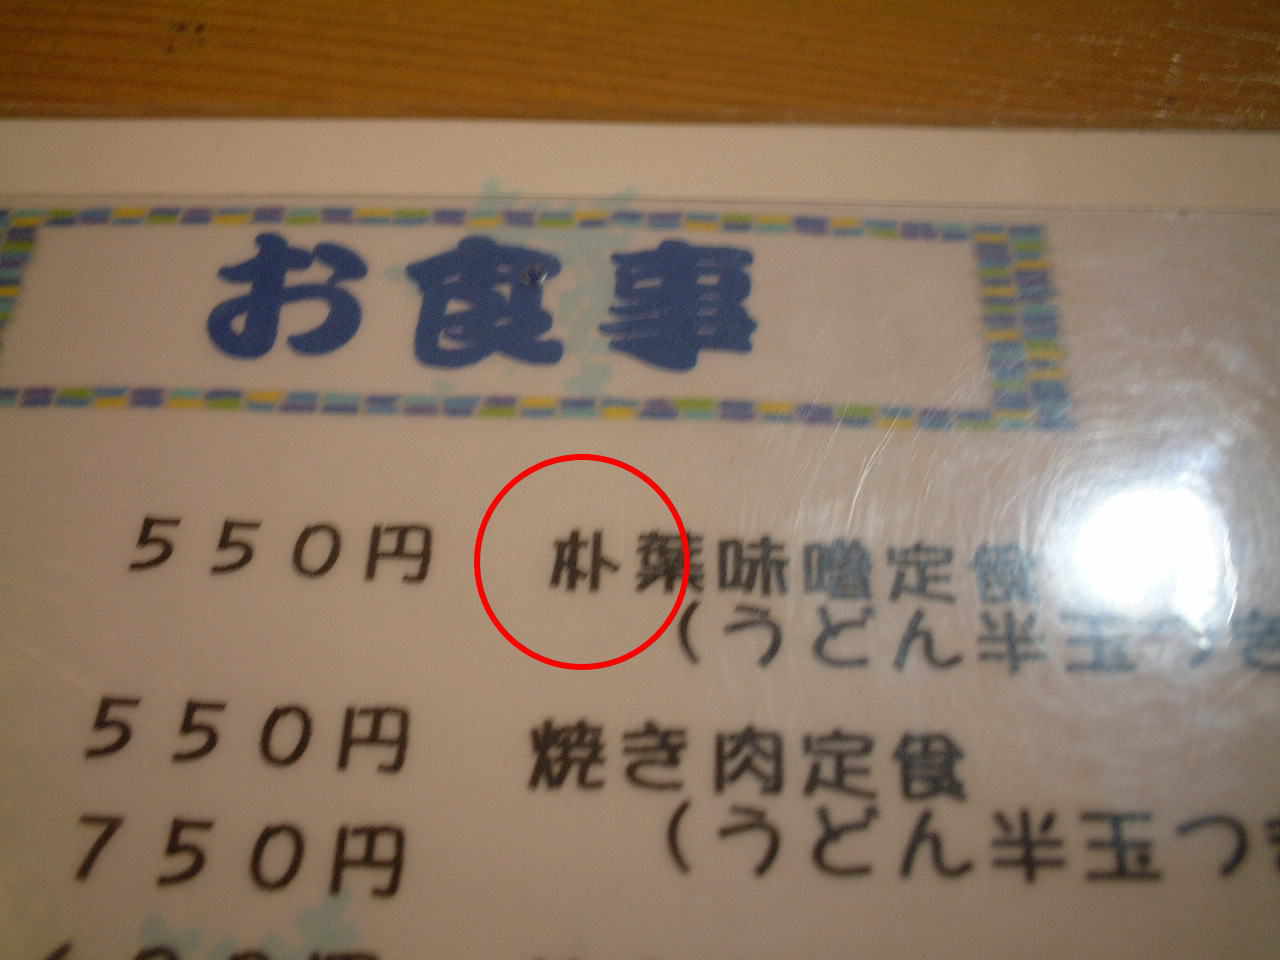 お食事
５５０円 朴葉味噌定食
（うどん半玉つき
５５０円 焼き肉定食
７５０円 （うどん半玉つき